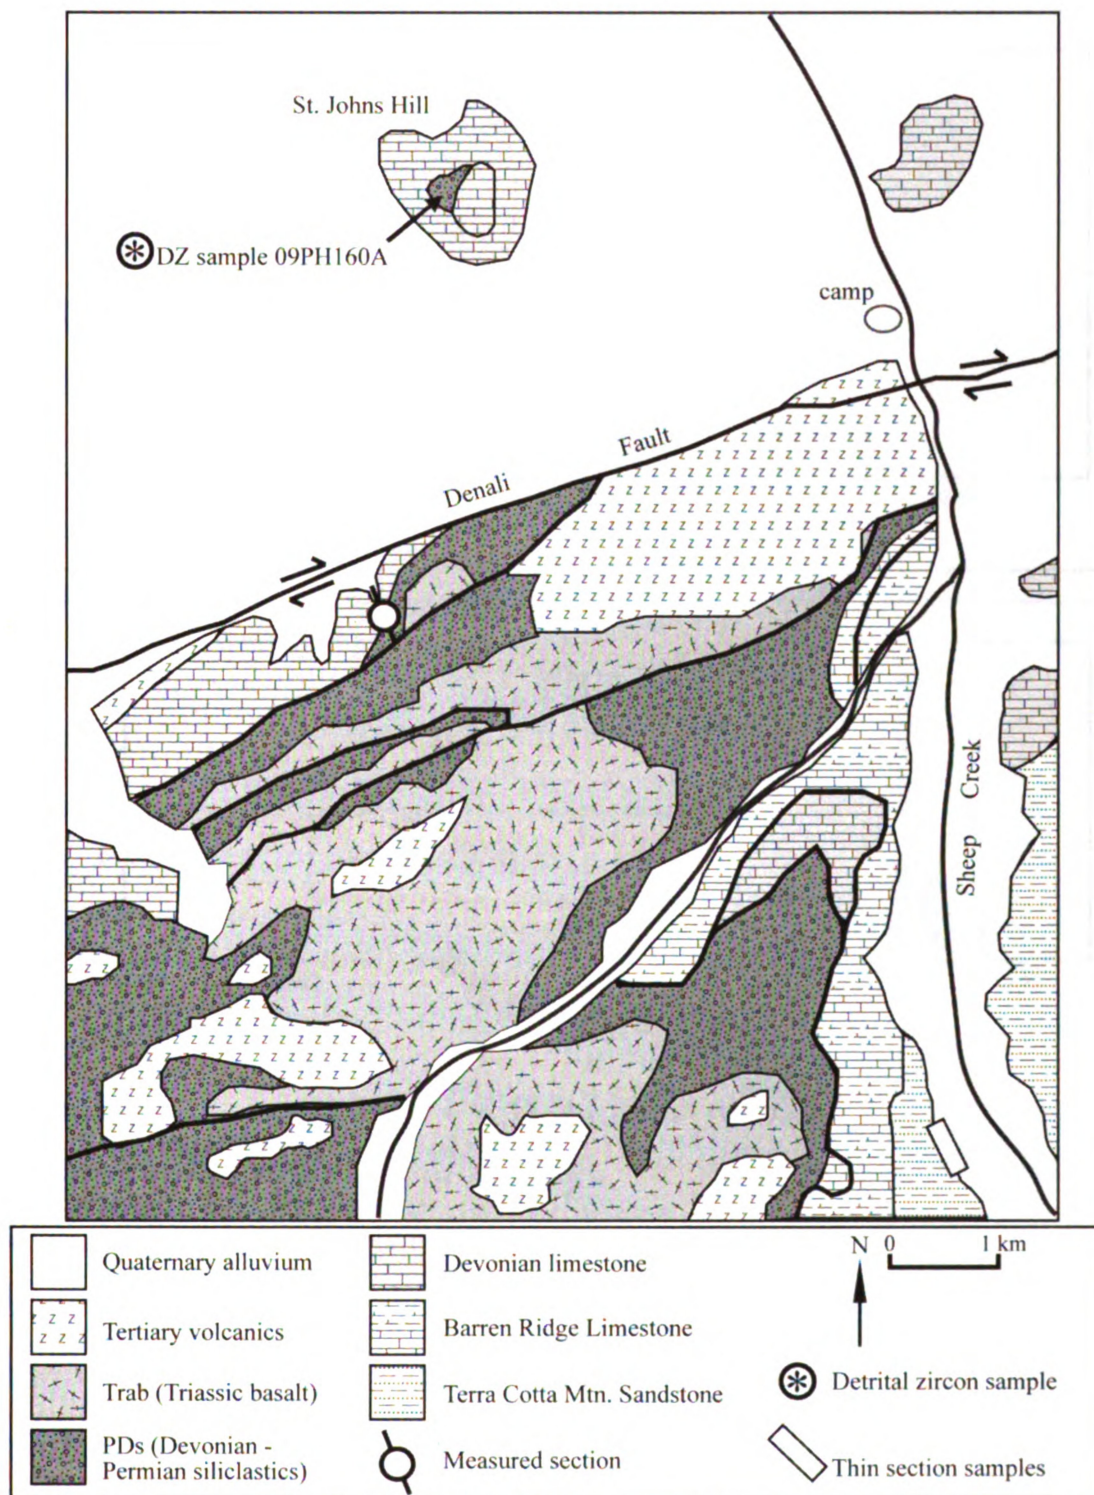 St. Johns Hill
DZ sample 09PH160A
camp
Denali Fault
Sheep Creek
Quaternary alluvium
Tertiary volcanics
Trab (Triassic basalt)
PDs (Devonian -
Permian siliclastics)
Devonian limestone
Barren Ridge Limestone
Terra Cotta Mtn. Sandstone
Measured section
N 0 1 km
Detrital zircon sample
Thin section samples